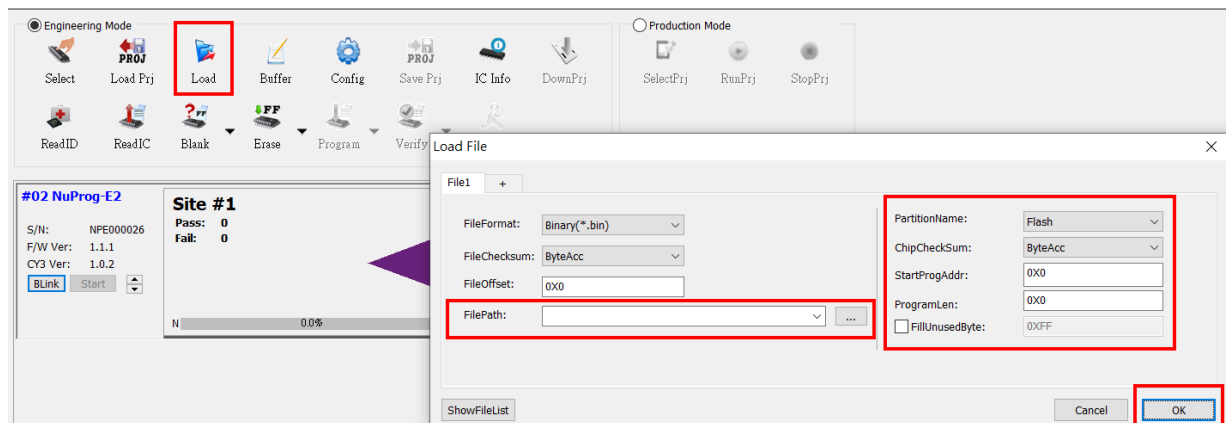 Engineering Mode
Production Mode
PROJ
PROJ
Select Load Prj Load Buffer Config Save Prj IC Info DownPrj SelectPrj RunPrj StopPrj
? FF
FF
ReadID ReadIC Blank Erase Program Verify
Load File
File1 +
#02 NuProg-E2
S/N: NPE000026
F/W Ver: 1.1.1
CY3 Ver: 1.0.2
BLink Start
Site #1
Pass: 0
Fail: 0
N 0.0%
FileFormat: Binary(*.bin)
FileChecksum: ByteAcc
FileOffset: 0X0
FilePath: ...
PartitionName: Flash
ChipCheckSum: ByteAcc
StartProgAddr: 0X0
ProgramLen: 0X0
FillUnusedByte: 0XFF
ShowFileList Cancel OK